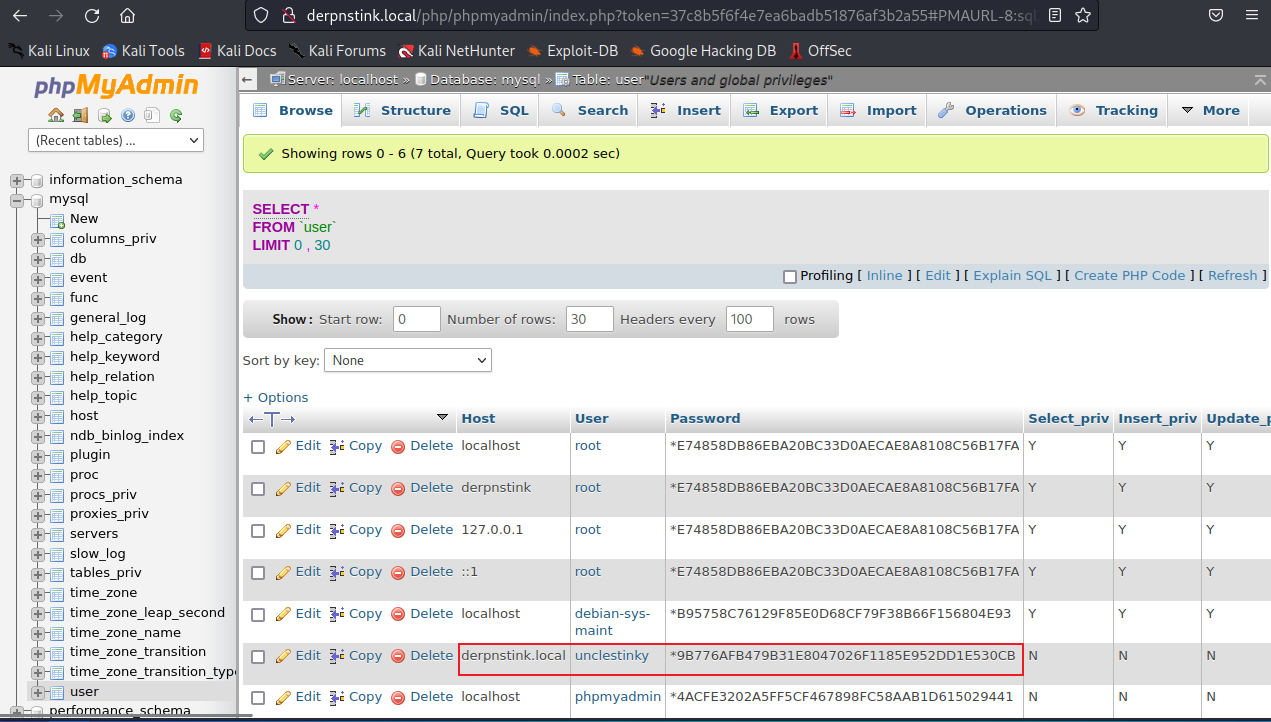 derpnstink.local/php/phpmyadmin/index.php?token=37c8b5f6f4e7ea6badb51876af3b2a55#PMAURL-8:sql
Kali Linux Kali Tools Kali Docs Kali Forums Kali NetHunter Exploit-DB Google Hacking DB OffSec
phpMyAdmin
(Recent tables) ...
information_schema
mysql
New
columns_priv
db
event
func
general_log
help_category
help_keyword
help_relation
help_topic
host
ndb_binlog_index
plugin
proc
procs_priv
proxies_priv
servers
slow_log
tables_priv
time_zone
time_zone_leap_second
time_zone_name
time_zone_transition
time_zone_transition_type
user
performance_schema
Server: localhost » Database: mysql » Table: user"Users and global privileges"
Browse Structure SQL Search Insert Export Import Operations Tracking More
Showing rows 0 - 6 (7 total, Query took 0.0002 sec)
SELECT *
FROM `user`
LIMIT 0 , 30
Profiling [ Inline ] [ Edit ] [ Explain SQL ] [ Create PHP Code ] [ Refresh ]
Show : Start row: 0 Number of rows: 30 Headers every 100 rows
Sort by key: None
+ Options
←T→ Host User Password Select_priv Insert_priv Update_p
Edit Copy Delete localhost root *E74858DB86EBA20BC33D0AECAE8A8108C56B17FA Y Y Y
Edit Copy Delete derpnstink root *E74858DB86EBA20BC33D0AECAE8A8108C56B17FA Y Y Y
Edit Copy Delete 127.0.0.1 root *E74858DB86EBA20BC33D0AECAE8A8108C56B17FA Y Y Y
Edit Copy Delete ::1 root *E74858DB86EBA20BC33D0AECAE8A8108C56B17FA Y Y Y
Edit Copy Delete localhost debian-sys-maint *B95758C76129F85E0D68CF79F38B66F156804E93 Y Y Y
Edit Copy Delete derpnstink.local unclestinky *9B776AFB479B31E8047026F1185E952DD1E530CB N N N
Edit Copy Delete localhost phpmyadmin *4ACFE3202A5FF5CF467898FC58AAB1D615029441 N N N